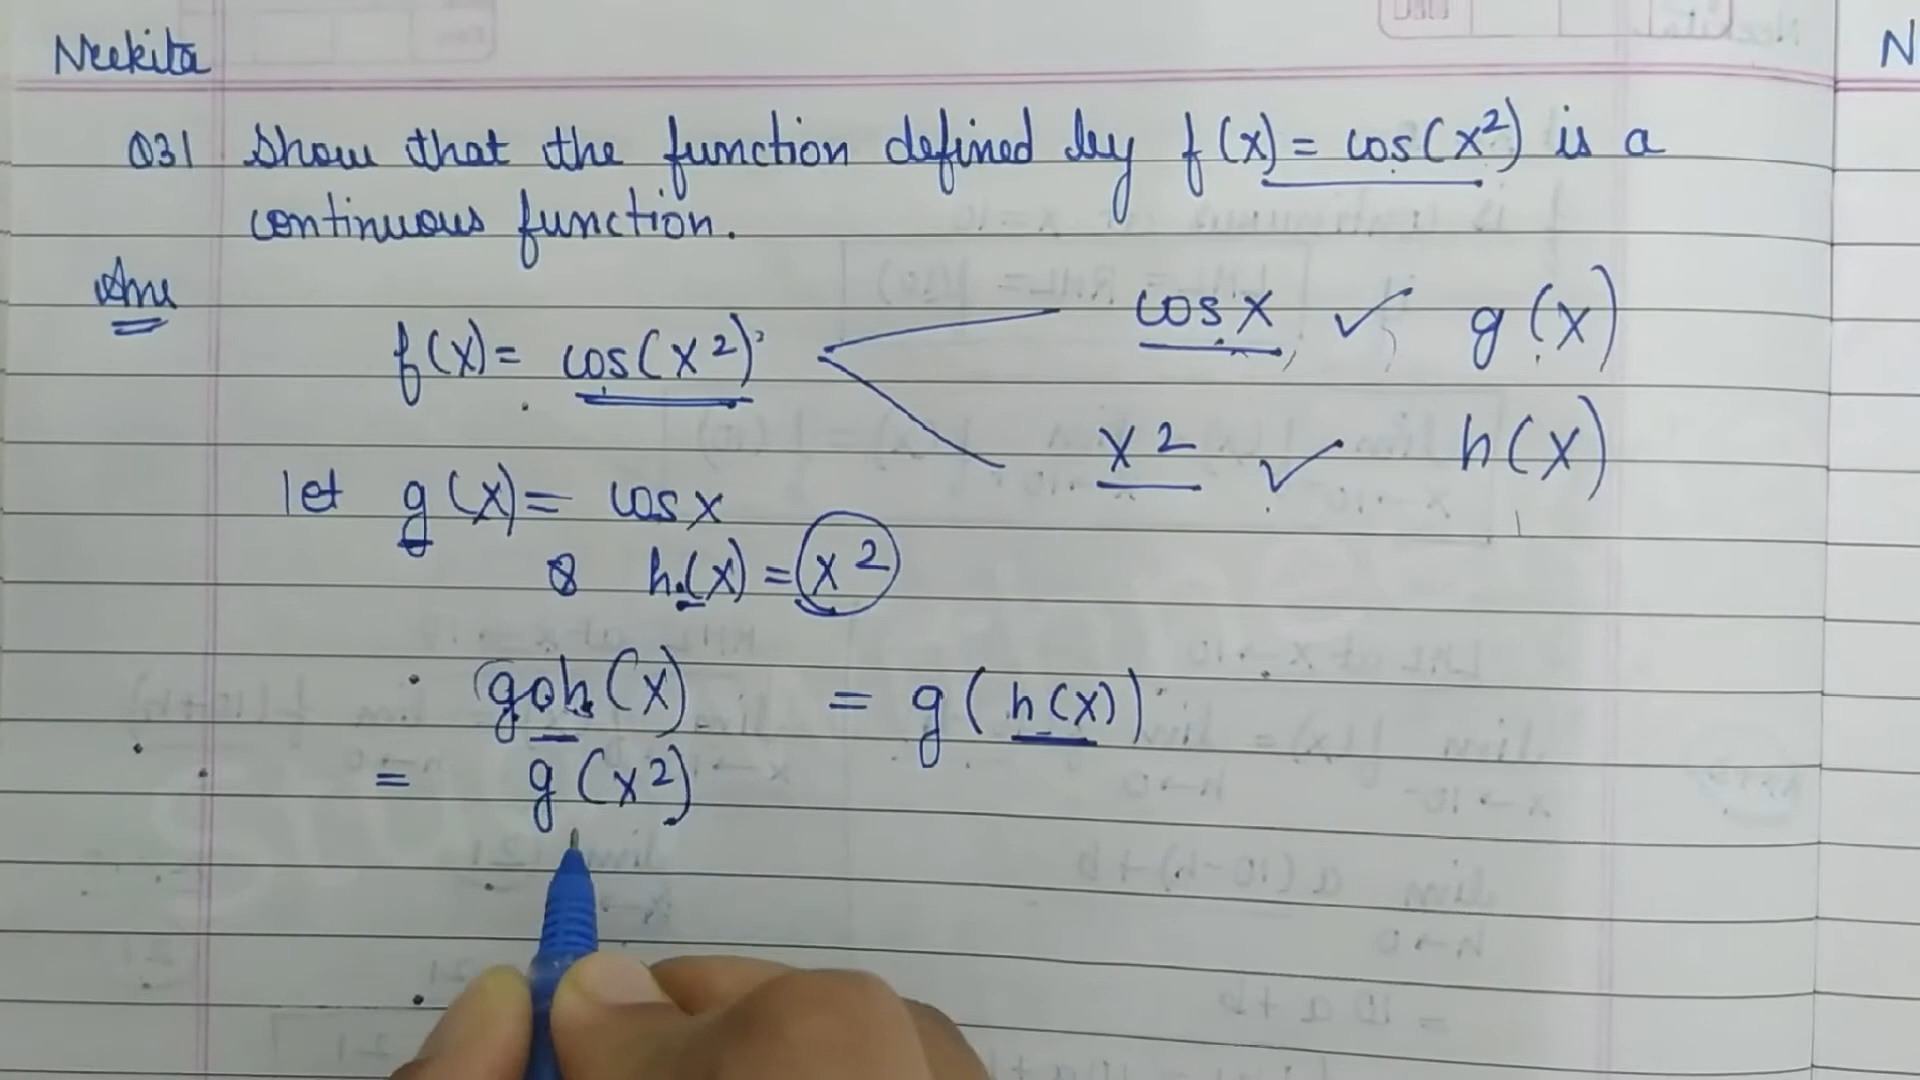 Neekita
N
Q31 Show that the function defined by f(x) = cos(x²) is a
continuous function.
Ans
f(x) = cos(x²)
cos x ✓ g(x)
x² ✓ h(x)
let g(x) = cos x
& h(x) = x²
goh(x) = g(h(x))
= g(x²)